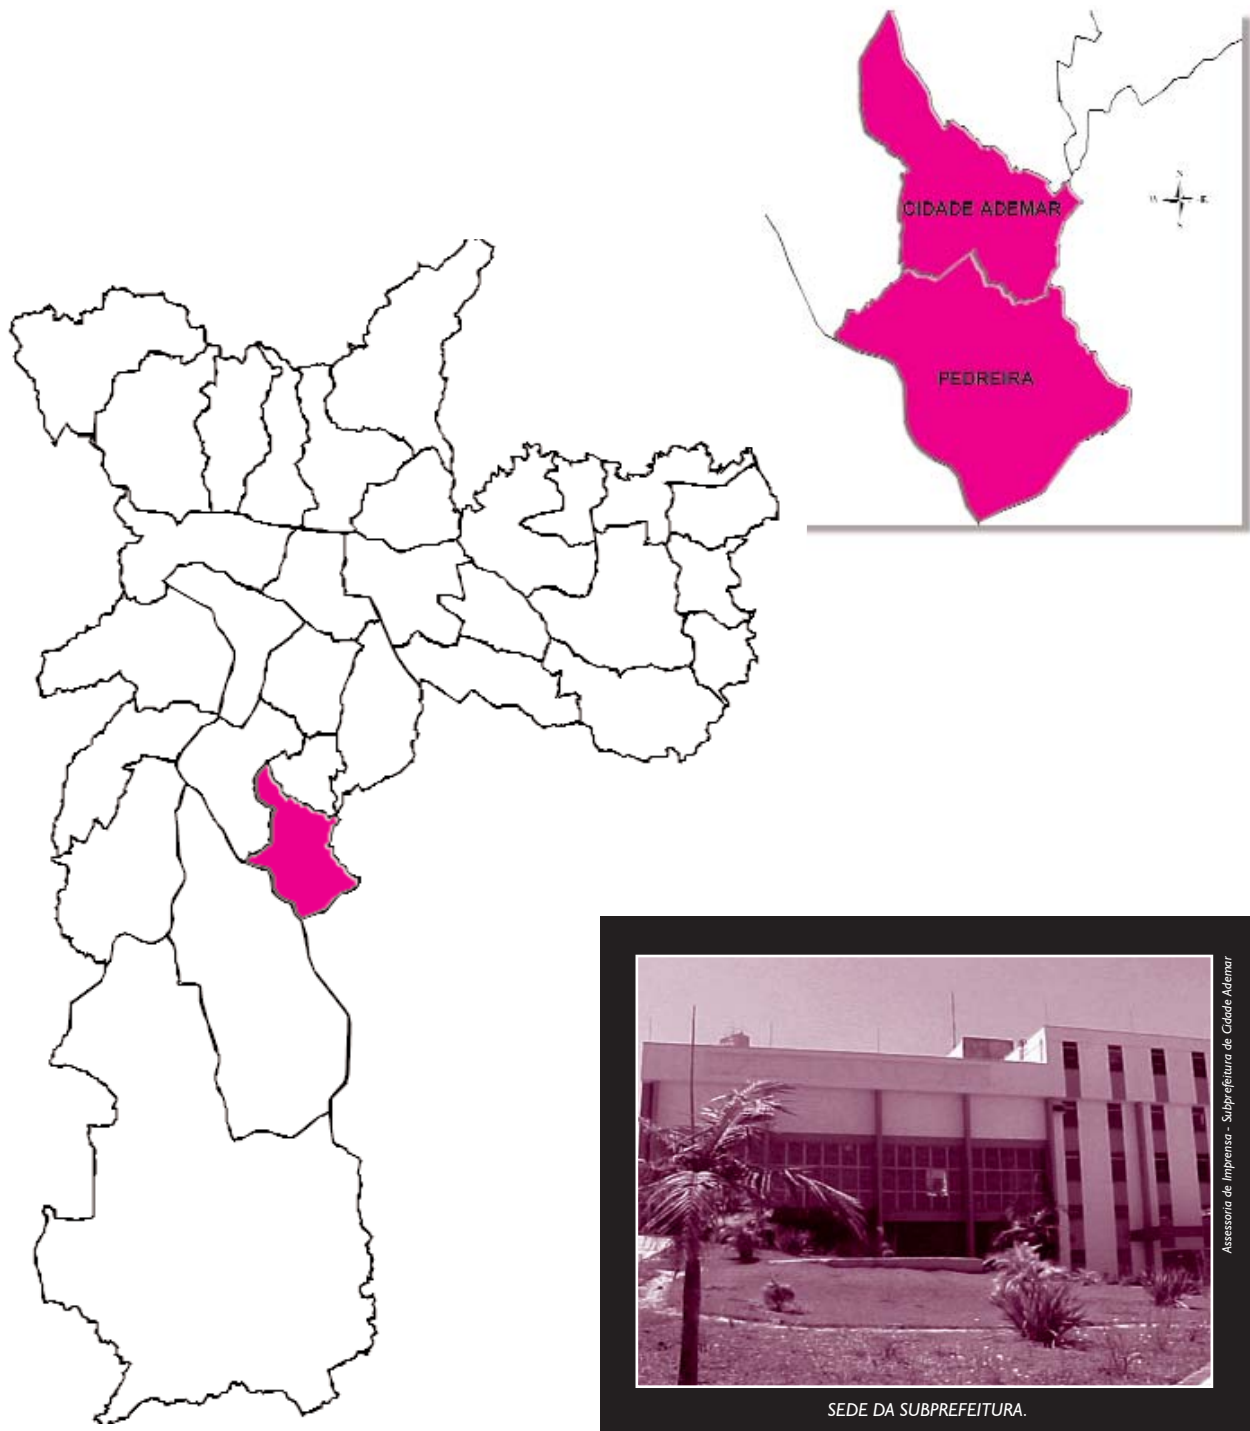 CIDADE ADEMAR
PEDREIRA
N
W
E
S
Assessoria de Imprensa - Subprefeitura de Cidade Ademar
SEDE DA SUBPREFEITURA.